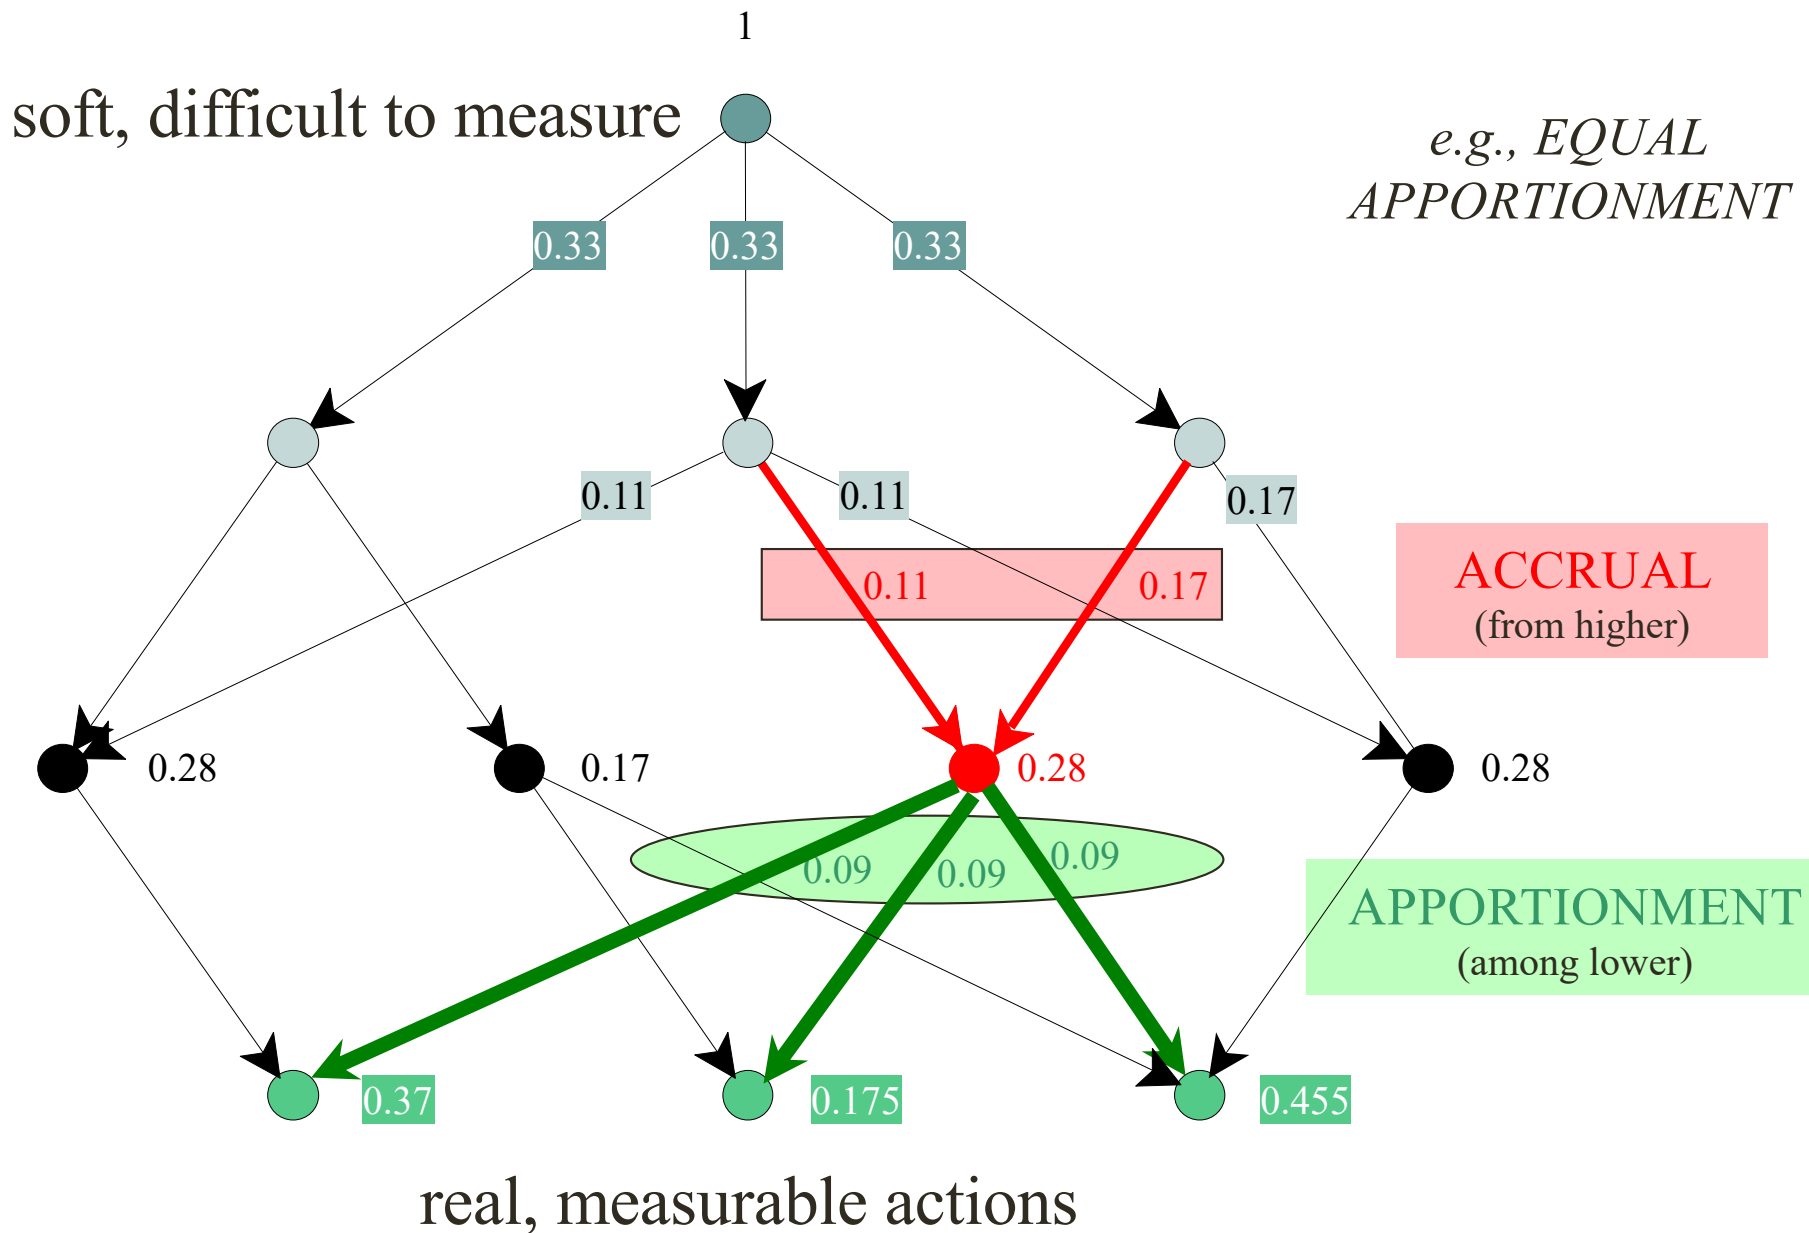 1
soft, difficult to measure
e.g., EQUAL
APPORTIONMENT
0.33
0.33
0.33
0.11
0.11
0.17
0.11
0.17
ACCRUAL
(from higher)
0.28
0.17
0.28
0.28
0.09
0.09
0.09
APPORTIONMENT
(among lower)
0.37
0.175
0.455
real, measurable actions